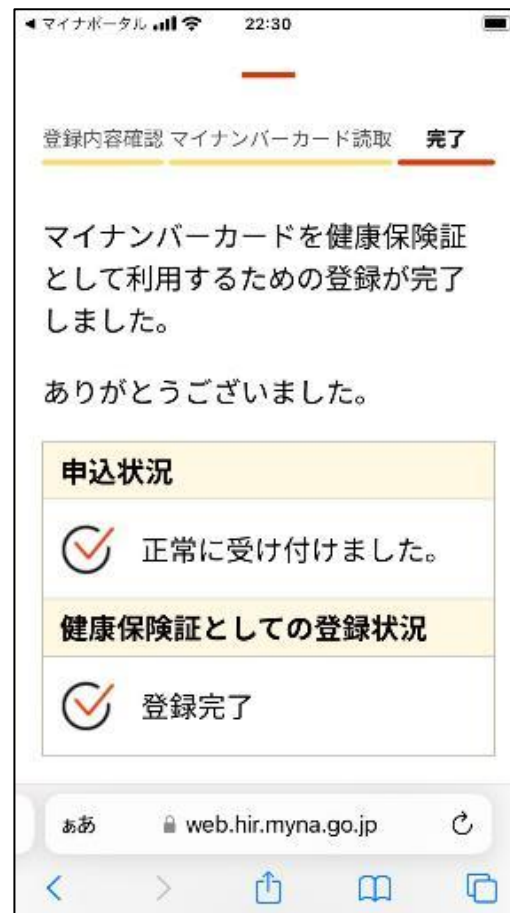 マイナポータル 22:30
登録内容確認 マイナンバーカード読取 完了
マイナンバーカードを健康保険証
として利用するための登録が完了
しました。
ありがとうございました。
申込状況
正常に受け付けました。
健康保険証としての登録状況
登録完了
ぁあ web.hir.myna.go.jp